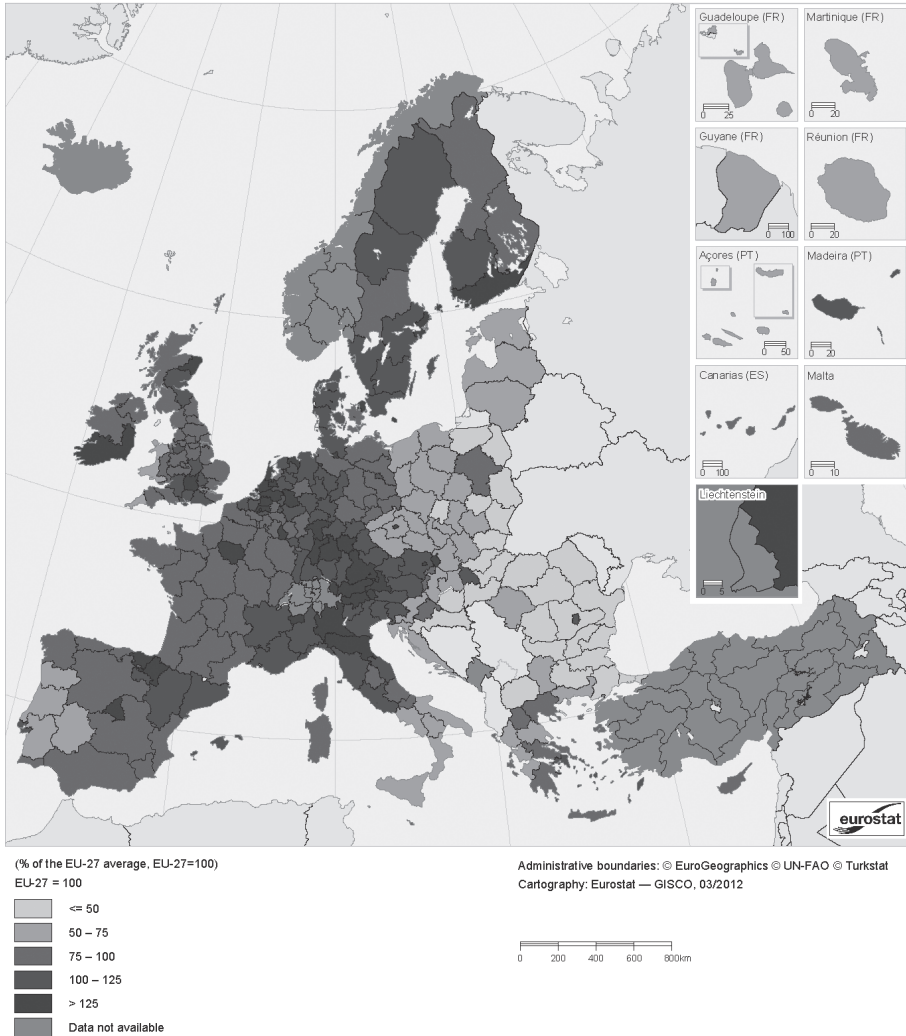 Guadeloupe (FR)
0 25
Martinique (FR)
0 20
Guyane (FR)
0 100
Réunion (FR)
0 20
Açores (PT)
0 50
Madeira (PT)
0 20
Canarias (ES)
0 100
Malta
0 10
Liechtenstein
0 5
eurostat
(% of the EU-27 average, EU-27=100)
EU-27 = 100
<= 50
50 – 75
75 – 100
100 – 125
> 125
Data not available
Administrative boundaries: © EuroGeographics © UN-FAO © Turkstat
Cartography: Eurostat — GISCO, 03/2012
0 200 400 600 800km